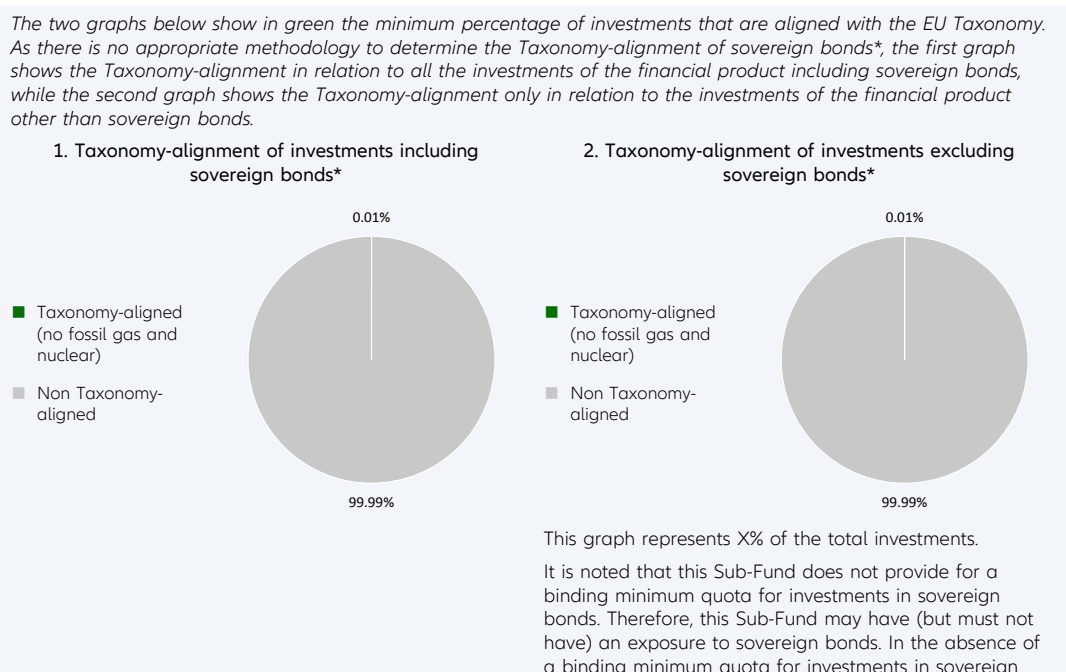 The two graphs below show in green the minimum percentage of investments that are aligned with the EU Taxonomy.
As there is no appropriate methodology to determine the Taxonomy-alignment of sovereign bonds*, the first graph
shows the Taxonomy-alignment in relation to all the investments of the financial product including sovereign bonds,
while the second graph shows the Taxonomy-alignment only in relation to the investments of the financial product
other than sovereign bonds.
1. Taxonomy-alignment of investments including
sovereign bonds*
0.01%
Taxonomy-aligned
(no fossil gas and
nuclear)
Non Taxonomy-
aligned
99.99%
2. Taxonomy-alignment of investments excluding
sovereign bonds*
0.01%
Taxonomy-aligned
(no fossil gas and
nuclear)
Non Taxonomy-
aligned
99.99%
This graph represents X% of the total investments.
It is noted that this Sub-Fund does not provide for a
binding minimum quota for investments in sovereign
bonds. Therefore, this Sub-Fund may have (but must not
have) an exposure to sovereign bonds. In the absence of
a binding minimum quota for investments in sovereign